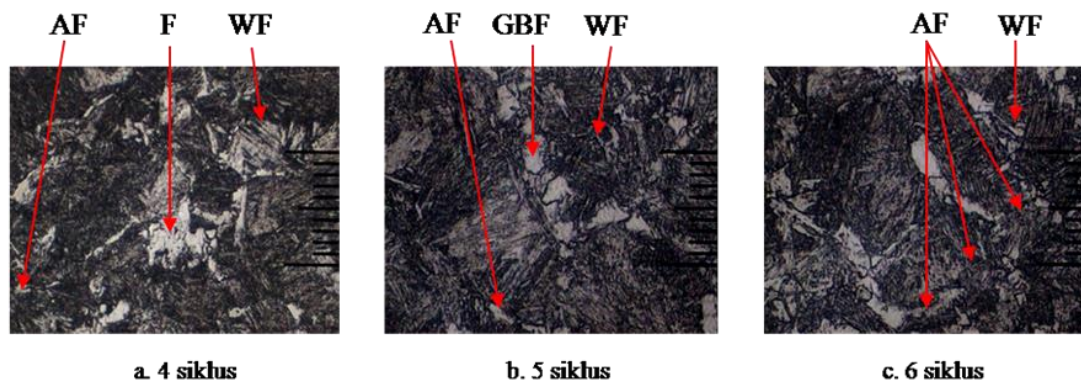 AF F WF AF GBF WF AF WF
a. 4 siklus b. 5 siklus c. 6 siklus